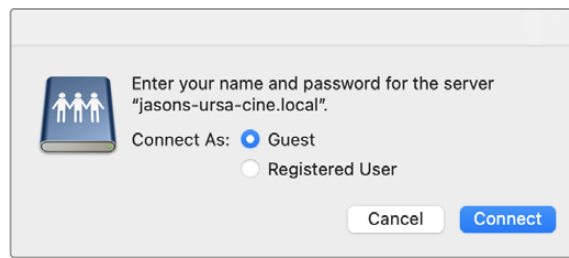 Enter your name and password for the server
“jasons-ursa-cine.local”.
Connect As: Guest
Registered User
Cancel Connect